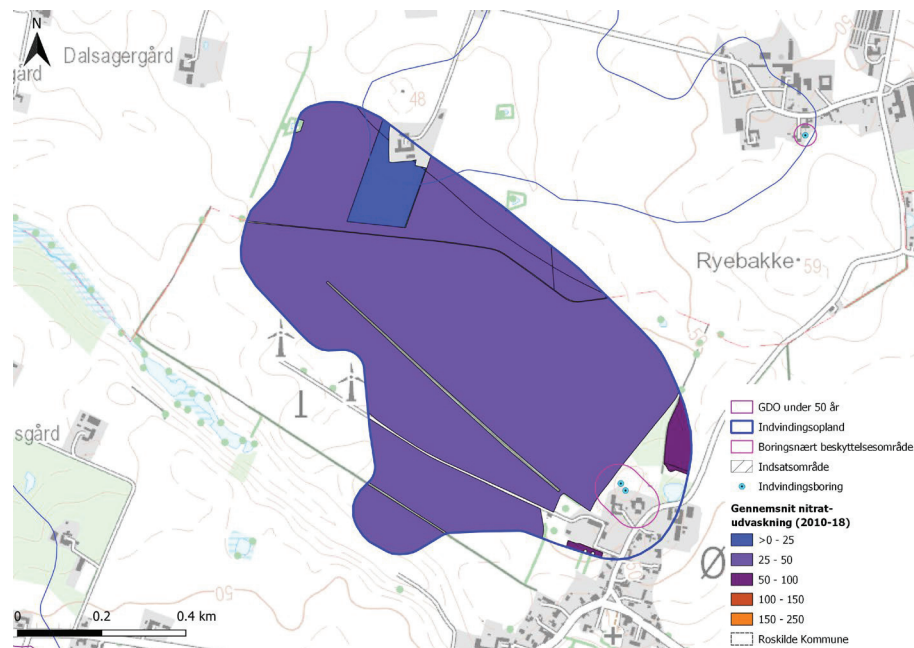 N
Dalsagergård
gård
50
48
Ryebakke
59
sgård
50
50
Ø
0 0.2 0.4 km
GDO under 50 år
Indvindingsopland
Boringsnært beskyttelsesområde
Indsatsområde
Indvindingsboring
Gennemsnit nitrat-
udvaskning (2010-18)
>0 - 25
25 - 50
50 - 100
100 - 150
150 - 250
Roskilde Kommune